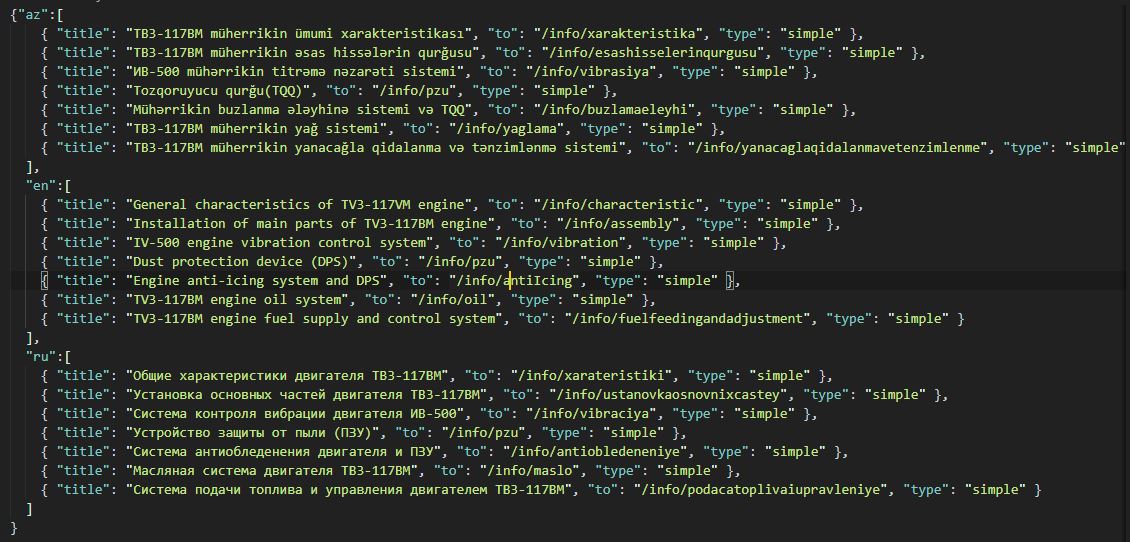 {"az":[
{ "title": "ТВ3-117ВМ müherrikin ümumi xarakteristikası", "to": "/info/xarakteristika", "type": "simple" },
{ "title": "ТВ3-117ВМ müherrikin əsas hissələrin qurğusu", "to": "/info/esashisselerinqurgusu", "type": "simple" },
{ "title": "ИВ-500 mühərrikin titrəmə nəzarəti sistemi", "to": "/info/vibrasiya", "type": "simple" },
{ "title": "Tozqoruyucu qurğu(TQQ)", "to": "/info/pzu", "type": "simple" },
{ "title": "Mühərrikin buzlanma əleyhinə sistemi və TQQ", "to": "/info/buzlamaeleyhi", "type": "simple" },
{ "title": "ТВ3-117ВМ müherrikin yağ sistemi", "to": "/info/yaglama", "type": "simple" },
{ "title": "ТВ3-117ВМ müherrikin yanacağla qidalanma və tənzimlənmə sistemi", "to": "/info/yanacaglaqidalanmavetenzimlenme", "type": "simple"
],
"en":[
{ "title": "General characteristics of TV3-117VM engine", "to": "/info/characteristic", "type": "simple" },
{ "title": "Installation of main parts of TV3-117BM engine", "to": "/info/assembly", "type": "simple" },
{ "title": "IV-500 engine vibration control system", "to": "/info/vibration", "type": "simple" },
{ "title": "Dust protection device (DPS)", "to": "/info/pzu", "type": "simple" },
{ "title": "Engine anti-icing system and DPS", "to": "/info/antiIcing", "type": "simple" },
{ "title": "TV3-117BM engine oil system", "to": "/info/oil", "type": "simple" },
{ "title": "TV3-117BM engine fuel supply and control system", "to": "/info/fuelfeedingandadjustment", "type": "simple" }
],
"ru":[
{ "title": "Общие характеристики двигателя ТВ3-117ВМ", "to": "/info/xarateristiki", "type": "simple" },
{ "title": "Установка основных частей двигателя ТВ3-117ВМ", "to": "/info/ustanovkaosnovnixcastey", "type": "simple" },
{ "title": "Система контроля вибрации двигателя ИВ-500", "to": "/info/vibraciya", "type": "simple" },
{ "title": "Устройство защиты от пыли (ПЗУ)", "to": "/info/pzu", "type": "simple" },
{ "title": "Система антиобледенения двигателя и ПЗУ", "to": "/info/antiobledeneniye", "type": "simple" },
{ "title": "Масляная система двигателя ТВ3-117ВМ", "to": "/info/maslo", "type": "simple" },
{ "title": "Система подачи топлива и управления двигателем ТВ3-117ВМ", "to": "/info/podacatoplivaiupravleniye", "type": "simple" }
]
}